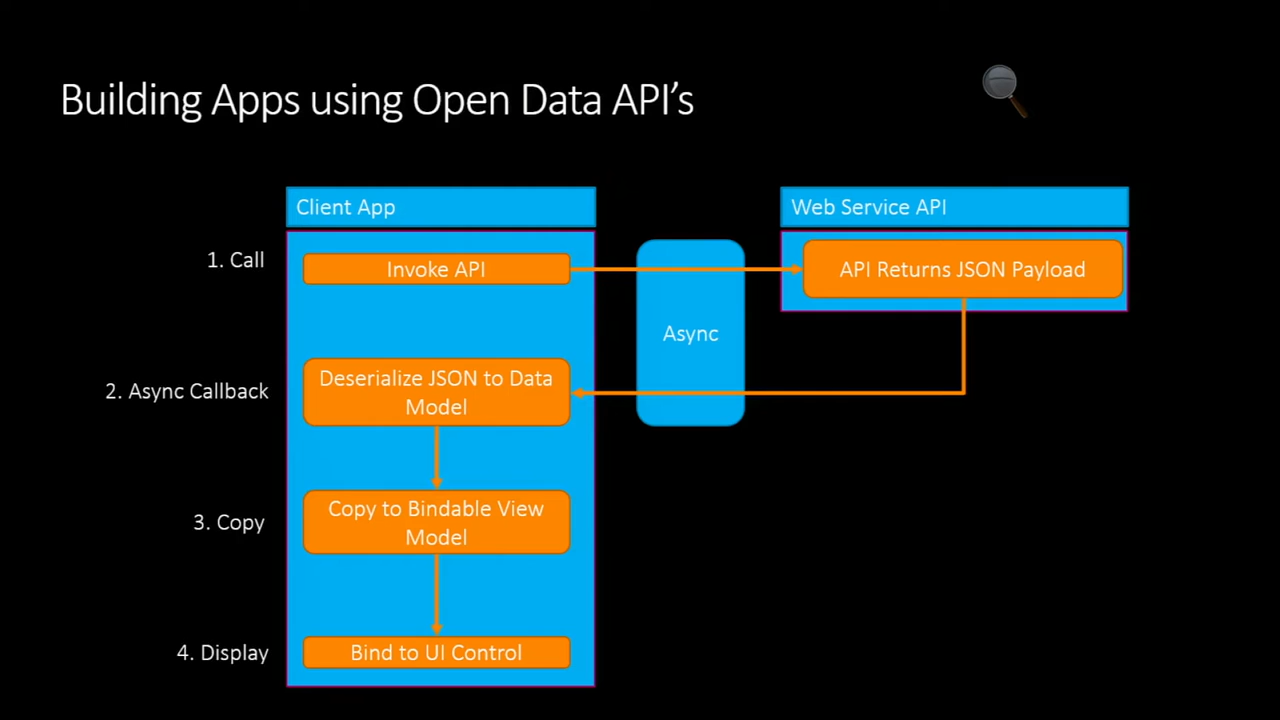 Building Apps using Open Data API's
Client App
Web Service API
1. Call
Invoke API
API Returns JSON Payload
Async
2. Async Callback
Deserialize JSON to Data
Model
3. Copy
Copy to Bindable View
Model
4. Display
Bind to UI Control